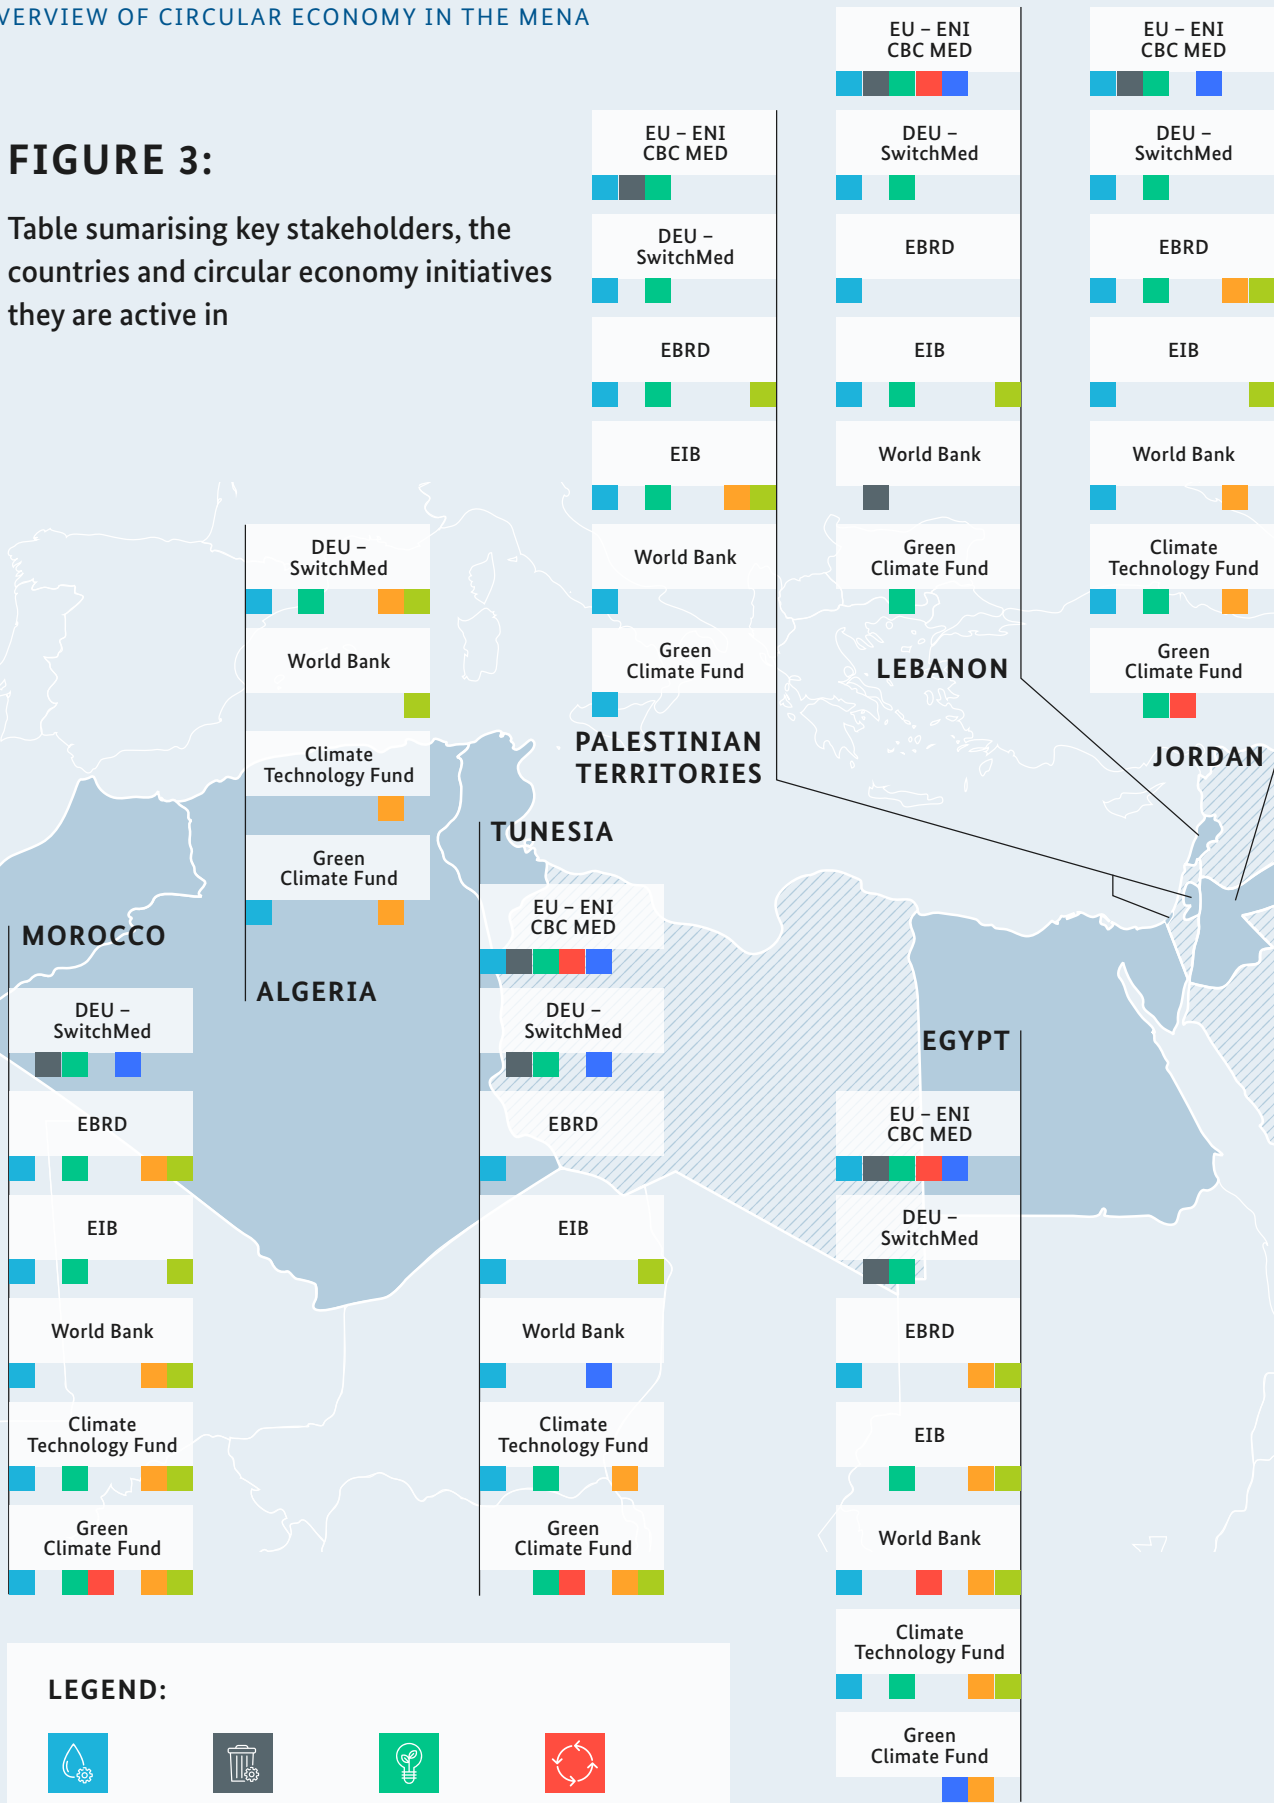 VERVIEW OF CIRCULAR ECONOMY IN THE MENA
FIGURE 3:
Table sumarising key stakeholders, the
countries and circular economy initiatives
they are active in
EU – ENI
CBC MED
DEU –
SwitchMed
EBRD
EIB
World Bank
Green
Climate Fund
PALESTINIAN
TERRITORIES
EU – ENI
CBC MED
DEU –
SwitchMed
EBRD
EIB
World Bank
Green
Climate Fund
LEBANON
EU – ENI
CBC MED
DEU –
SwitchMed
EBRD
EIB
World Bank
Climate
Technology Fund
Green
Climate Fund
JORDAN
DEU –
SwitchMed
World Bank
Climate
Technology Fund
Green
Climate Fund
ALGERIA
MOROCCO
DEU –
SwitchMed
EBRD
EIB
World Bank
Climate
Technology Fund
Green
Climate Fund
TUNESIA
EU – ENI
CBC MED
DEU –
SwitchMed
EBRD
EIB
World Bank
Climate
Technology Fund
Green
Climate Fund
EGYPT
EU – ENI
CBC MED
DEU –
SwitchMed
EBRD
EIB
World Bank
Climate
Technology Fund
Green
Climate Fund
LEGEND: